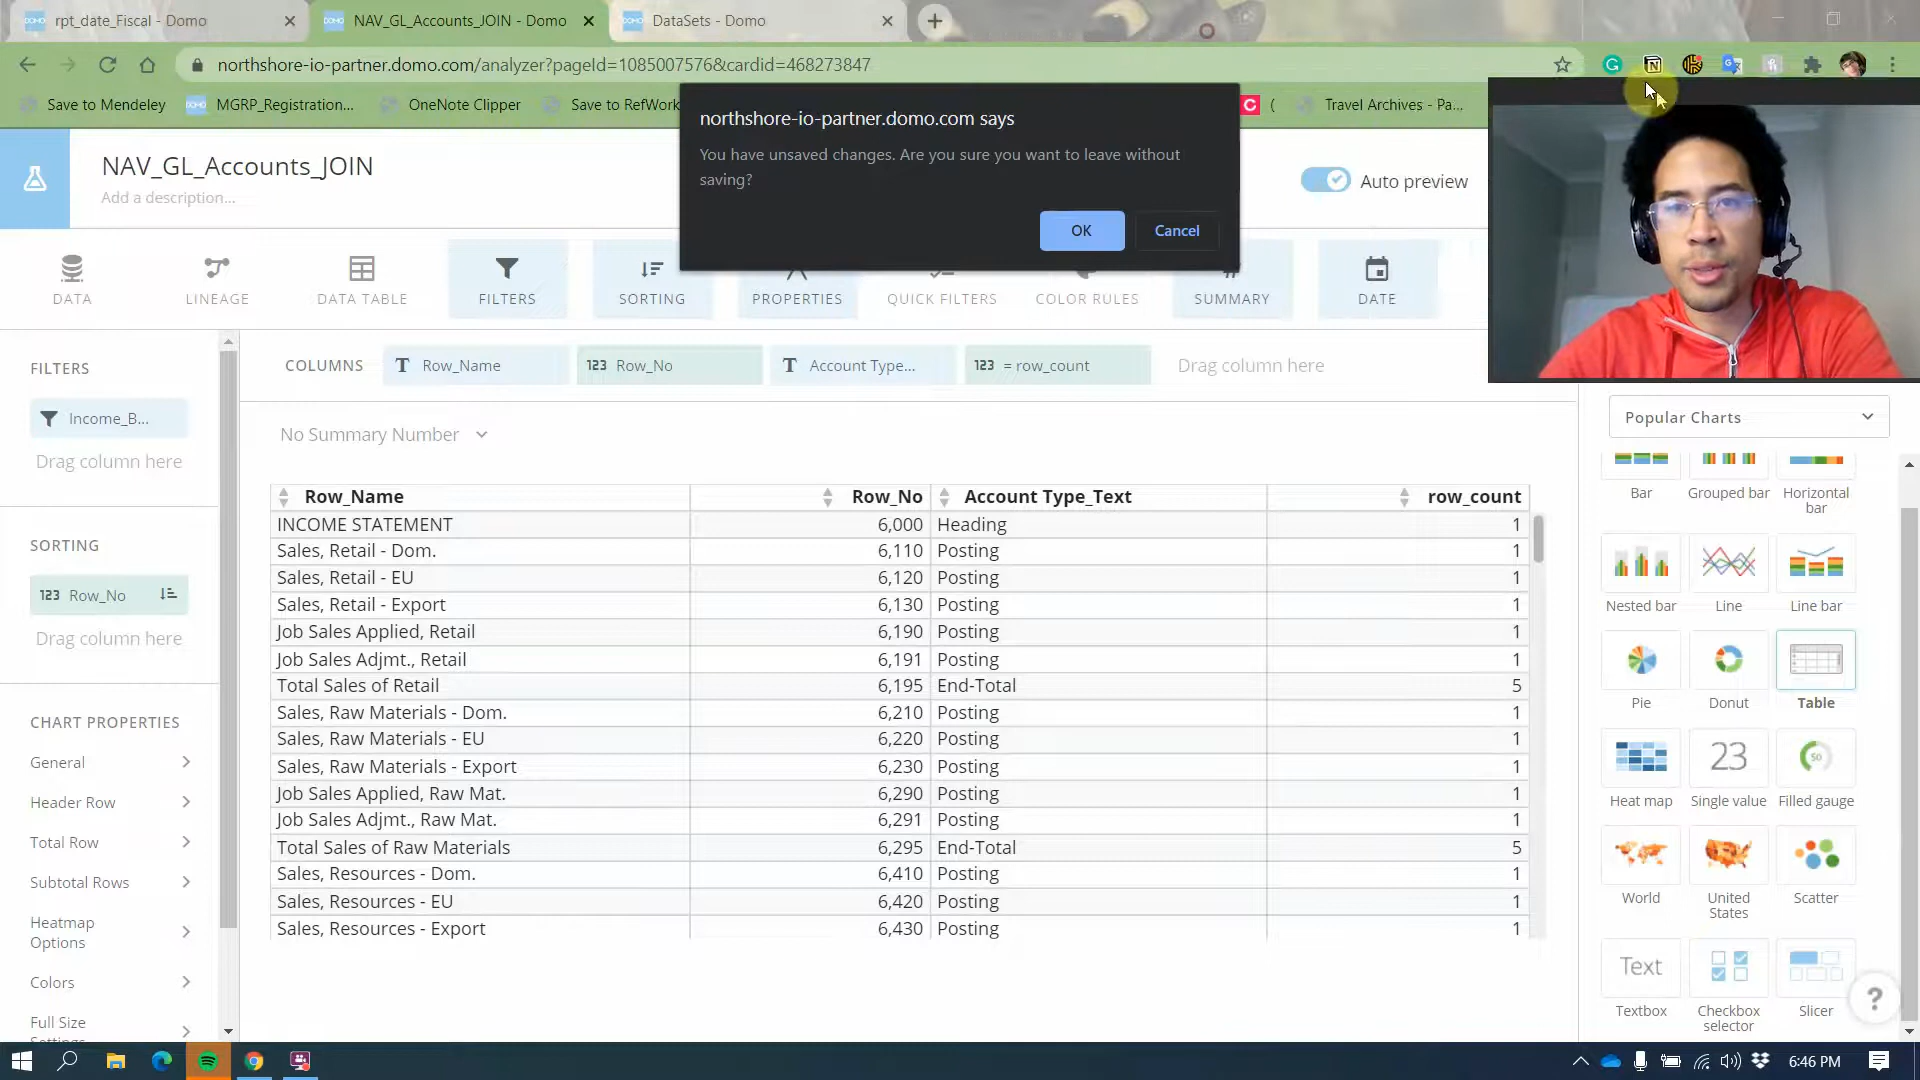 rpt_date_Fiscal - Domo
NAV_GL_Accounts_JOIN - Domo
DataSets - Domo
northshore-io-partner.domo.com/analyzer?pageId=1085007576&cardid=468273847
Save to Mendeley
DOMO MGRP_Registration...
OneNote Clipper
Save to RefWork
C (
Travel Archives - Pa...
northshore-io-partner.domo.com says
You have unsaved changes. Are you sure you want to leave without
saving?
OK
Cancel
NAV_GL_Accounts_JOIN
Add a description...
Auto preview
DATA
LINEAGE
DATA TABLE
FILTERS
SORTING
PROPERTIES
QUICK FILTERS
COLOR RULES
SUMMARY
DATE
FILTERS
Income_B...
Drag column here
SORTING
123 Row_No
Drag column here
CHART PROPERTIES
General
Header Row
Total Row
Subtotal Rows
Heatmap
Options
Colors
Full Size
COLUMNS
T Row_Name
123 Row_No
T Account Type...
123 = row_count
Drag column here
No Summary Number
Row_Name Row_No Account Type_Text row_count
INCOME STATEMENT 6,000 Heading 1
Sales, Retail - Dom. 6,110 Posting 1
Sales, Retail - EU 6,120 Posting 1
Sales, Retail - Export 6,130 Posting 1
Job Sales Applied, Retail 6,190 Posting 1
Job Sales Adjmt., Retail 6,191 Posting 1
Total Sales of Retail 6,195 End-Total 5
Sales, Raw Materials - Dom. 6,210 Posting 1
Sales, Raw Materials - EU 6,220 Posting 1
Sales, Raw Materials - Export 6,230 Posting 1
Job Sales Applied, Raw Mat. 6,290 Posting 1
Job Sales Adjmt., Raw Mat. 6,291 Posting 1
Total Sales of Raw Materials 6,295 End-Total 5
Sales, Resources - Dom. 6,410 Posting 1
Sales, Resources - EU 6,420 Posting 1
Sales, Resources - Export 6,430 Posting 1
Popular Charts
Bar
Grouped bar
Horizontal
bar
Nested bar
Line
Line bar
Pie
Donut
Table
23
50
Heat map
Single value
Filled gauge
World
United
States
Scatter
Text
Textbox
Checkbox
selector
Slicer
?
6:46 PM